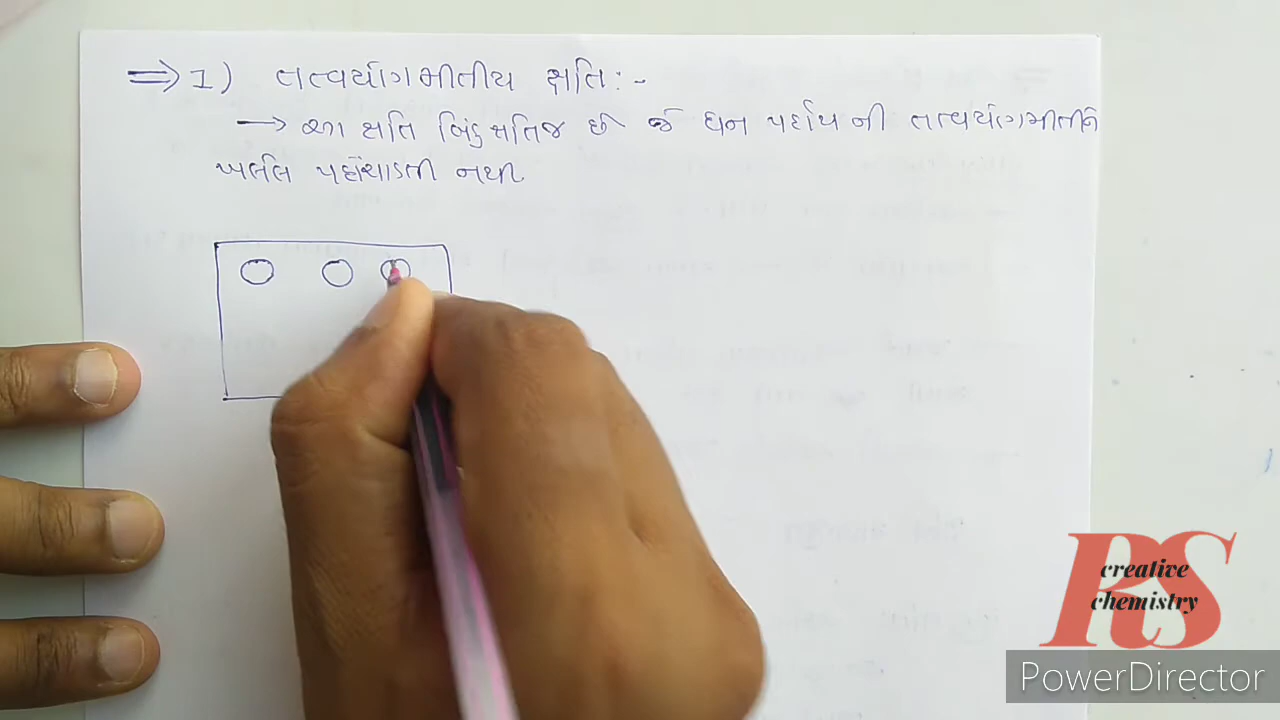 ⇒ 1) તત્વયોગમીતીય ક્ષતિ :-
→ આ ક્ષતિ બિંદુ ક્ષતિજ છે જે ઘન પદાર્થ ની તત્વયોગમીતીને
ખલેલ પહોંચાડતી નથી.
RS
creative
chemistry
PowerDirector